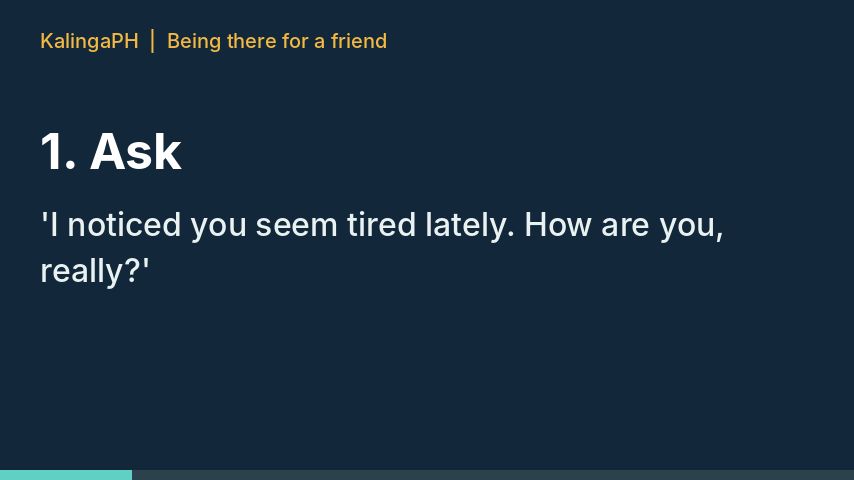 KalingaPH | Being there for a friend
1. Ask
'I noticed you seem tired lately. How are you,
really?'